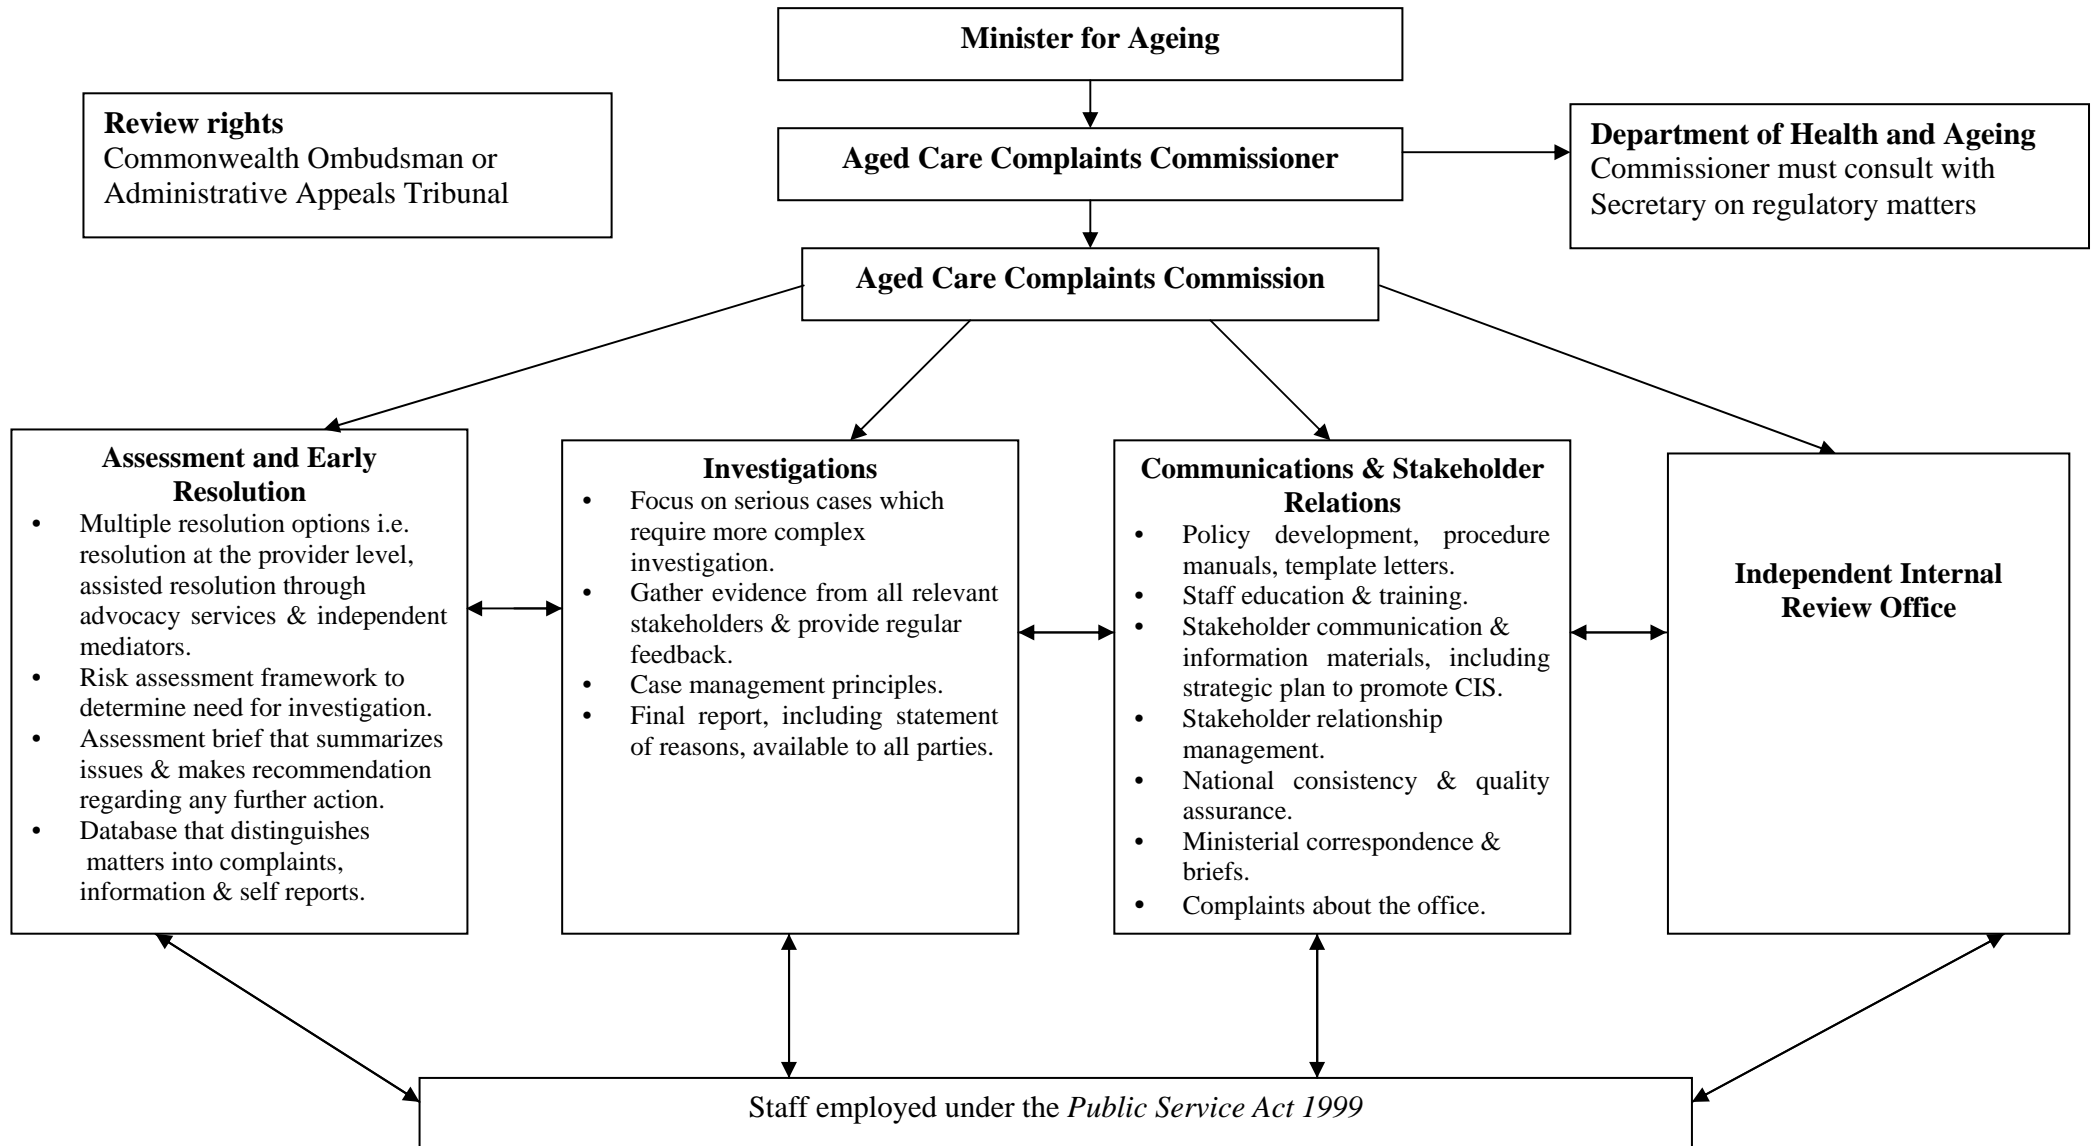 Minister for Ageing
Review rights
Commonwealth Ombudsman or
Administrative Appeals Tribunal
Aged Care Complaints Commissioner
Department of Health and Ageing
Commissioner must consult with
Secretary on regulatory matters
Aged Care Complaints Commission
Assessment and Early
Resolution
• Multiple resolution options i.e.
resolution at the provider level,
assisted resolution through
advocacy services & independent
mediators.
• Risk assessment framework to
determine need for investigation.
• Assessment brief that summarizes
issues & makes recommendation
regarding any further action.
• Database that distinguishes
matters into complaints,
information & self reports.
Investigations
• Focus on serious cases which
require more complex
investigation.
• Gather evidence from all relevant
stakeholders & provide regular
feedback.
• Case management principles.
• Final report, including statement
of reasons, available to all parties.
Communications & Stakeholder
Relations
• Policy development, procedure
manuals, template letters.
• Staff education & training.
• Stakeholder communication &
information materials, including
strategic plan to promote CIS.
• Stakeholder relationship
management.
• National consistency & quality
assurance.
• Ministerial correspondence &
briefs.
• Complaints about the office.
Independent Internal
Review Office
Staff employed under the Public Service Act 1999